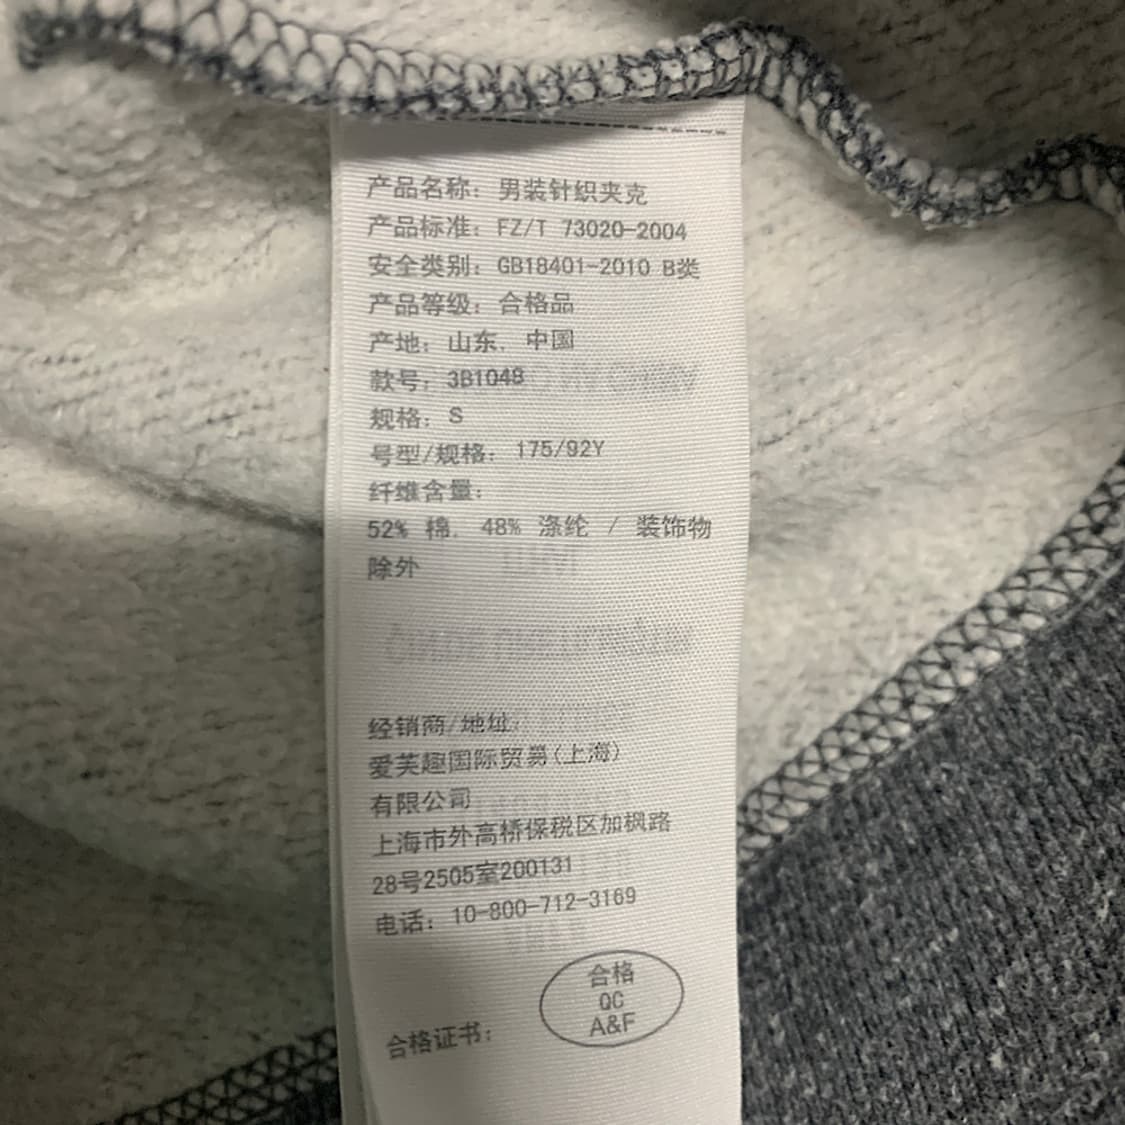 产品名称: 男装针织夹克
产品标准: FZ/T 73020-2004
安全类别: GB18401-2010 B类
产品等级: 合格品
产地: 山东, 中国
款号: 3B104B
规格: S
号型/规格: 175/92Y
纤维含量:
52% 棉, 48% 涤纶 / 装饰物
除外
经销商/地址:
爱芙趣国际贸易(上海)
有限公司
上海市外高桥保税区加枫路
28号2505室200131
电话: 10-800-712-3169
合格
QC
A&F
合格证书: